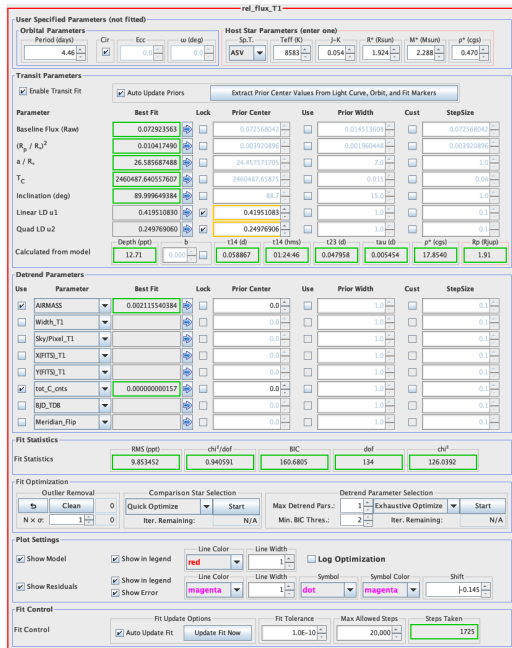 rel_flux_T1
User Specified Parameters (not fitted)
Orbital Parameters Host Star Parameters (enter one)
Period (days) Cir Ecc ω (deg) Sp.T. Teff (K) J-K R* (Rsun) M* (Msun) ρ* (cgs)
4.46 0.0 0.0 ASV 8583 0.054 1.924 2.288 0.470
Transit Parameters
Enable Transit Fit Auto Update Priors Extract Prior Center Values From Light Curve, Orbit, and Fit Markers
Parameter Best Fit Lock Prior Center Use Prior Width Cust StepSize
Baseline Flux (Raw) 0.072923563 0.072568042 0.014513608 0.072568042
(Rp / R*)² 0.010417490 0.003920896 0.001960448 0.003920896
a / R* 26.585687488 24.457571705 7.0 1.0
TC 2460487.640557607 2460487.65875 0.015 0.04
Inclination (deg) 89.999649384 88.7 15.0 1.0
Linear LD u1 0.419510830 0.41951083 1.0 0.1
Quad LD u2 0.249769060 0.24976906 1.0 0.1
Depth (ppt) b t14 (d) t14 (hms) t23 (d) tau (d) ρ* (cgs) Rp (Rjup)
Calculated from model 12.71 0.000 0.058867 01:24:46 0.047958 0.005454 17.8540 1.91
Detrend Parameters
Use Parameter Best Fit Lock Prior Center Use Prior Width Cust StepSize
AIRMASS 0.002115540384 0.0 1.0 0.1
Width_T1 0.0 1.0 0.1
Sky/Pixel_T1 0.0 1.0 0.1
X(FITS)_T1 0.0 1.0 0.1
Y(FITS)_T1 0.0 1.0 0.1
tot_C_cnts 0.000000000157 0.0 1.0 0.1
BJD_TDB 0.0 1.0 0.1
Meridian_Flip 0.0 1.0 0.1
Fit Statistics
RMS (ppt) chi²/dof BIC dof chi²
Fit Statistics 9.853452 0.940591 160.6805 134 126.0392
Fit Optimization
Outlier Removal Comparison Star Selection Detrend Parameter Selection
Clean 0 Quick Optimize Start Max Detrend Pars.: 1 Exhaustive Optimize Start
N × σ: 1 0 Iter. Remaining: N/A Min. BIC Thres.: 2 Iter. Remaining: N/A
Plot Settings
Line Color Line Width
Show Model Show in legend red 1 Log Optimization
Line Color Line Width Symbol Symbol Color Shift
Show Residuals Show in legend Show Error magenta 1 dot magenta -0.145
Fit Control
Fit Update Options Fit Tolerance Max Allowed Steps Steps Taken
Fit Control Auto Update Fit Update Fit Now 1.0E-10 20,000 1725